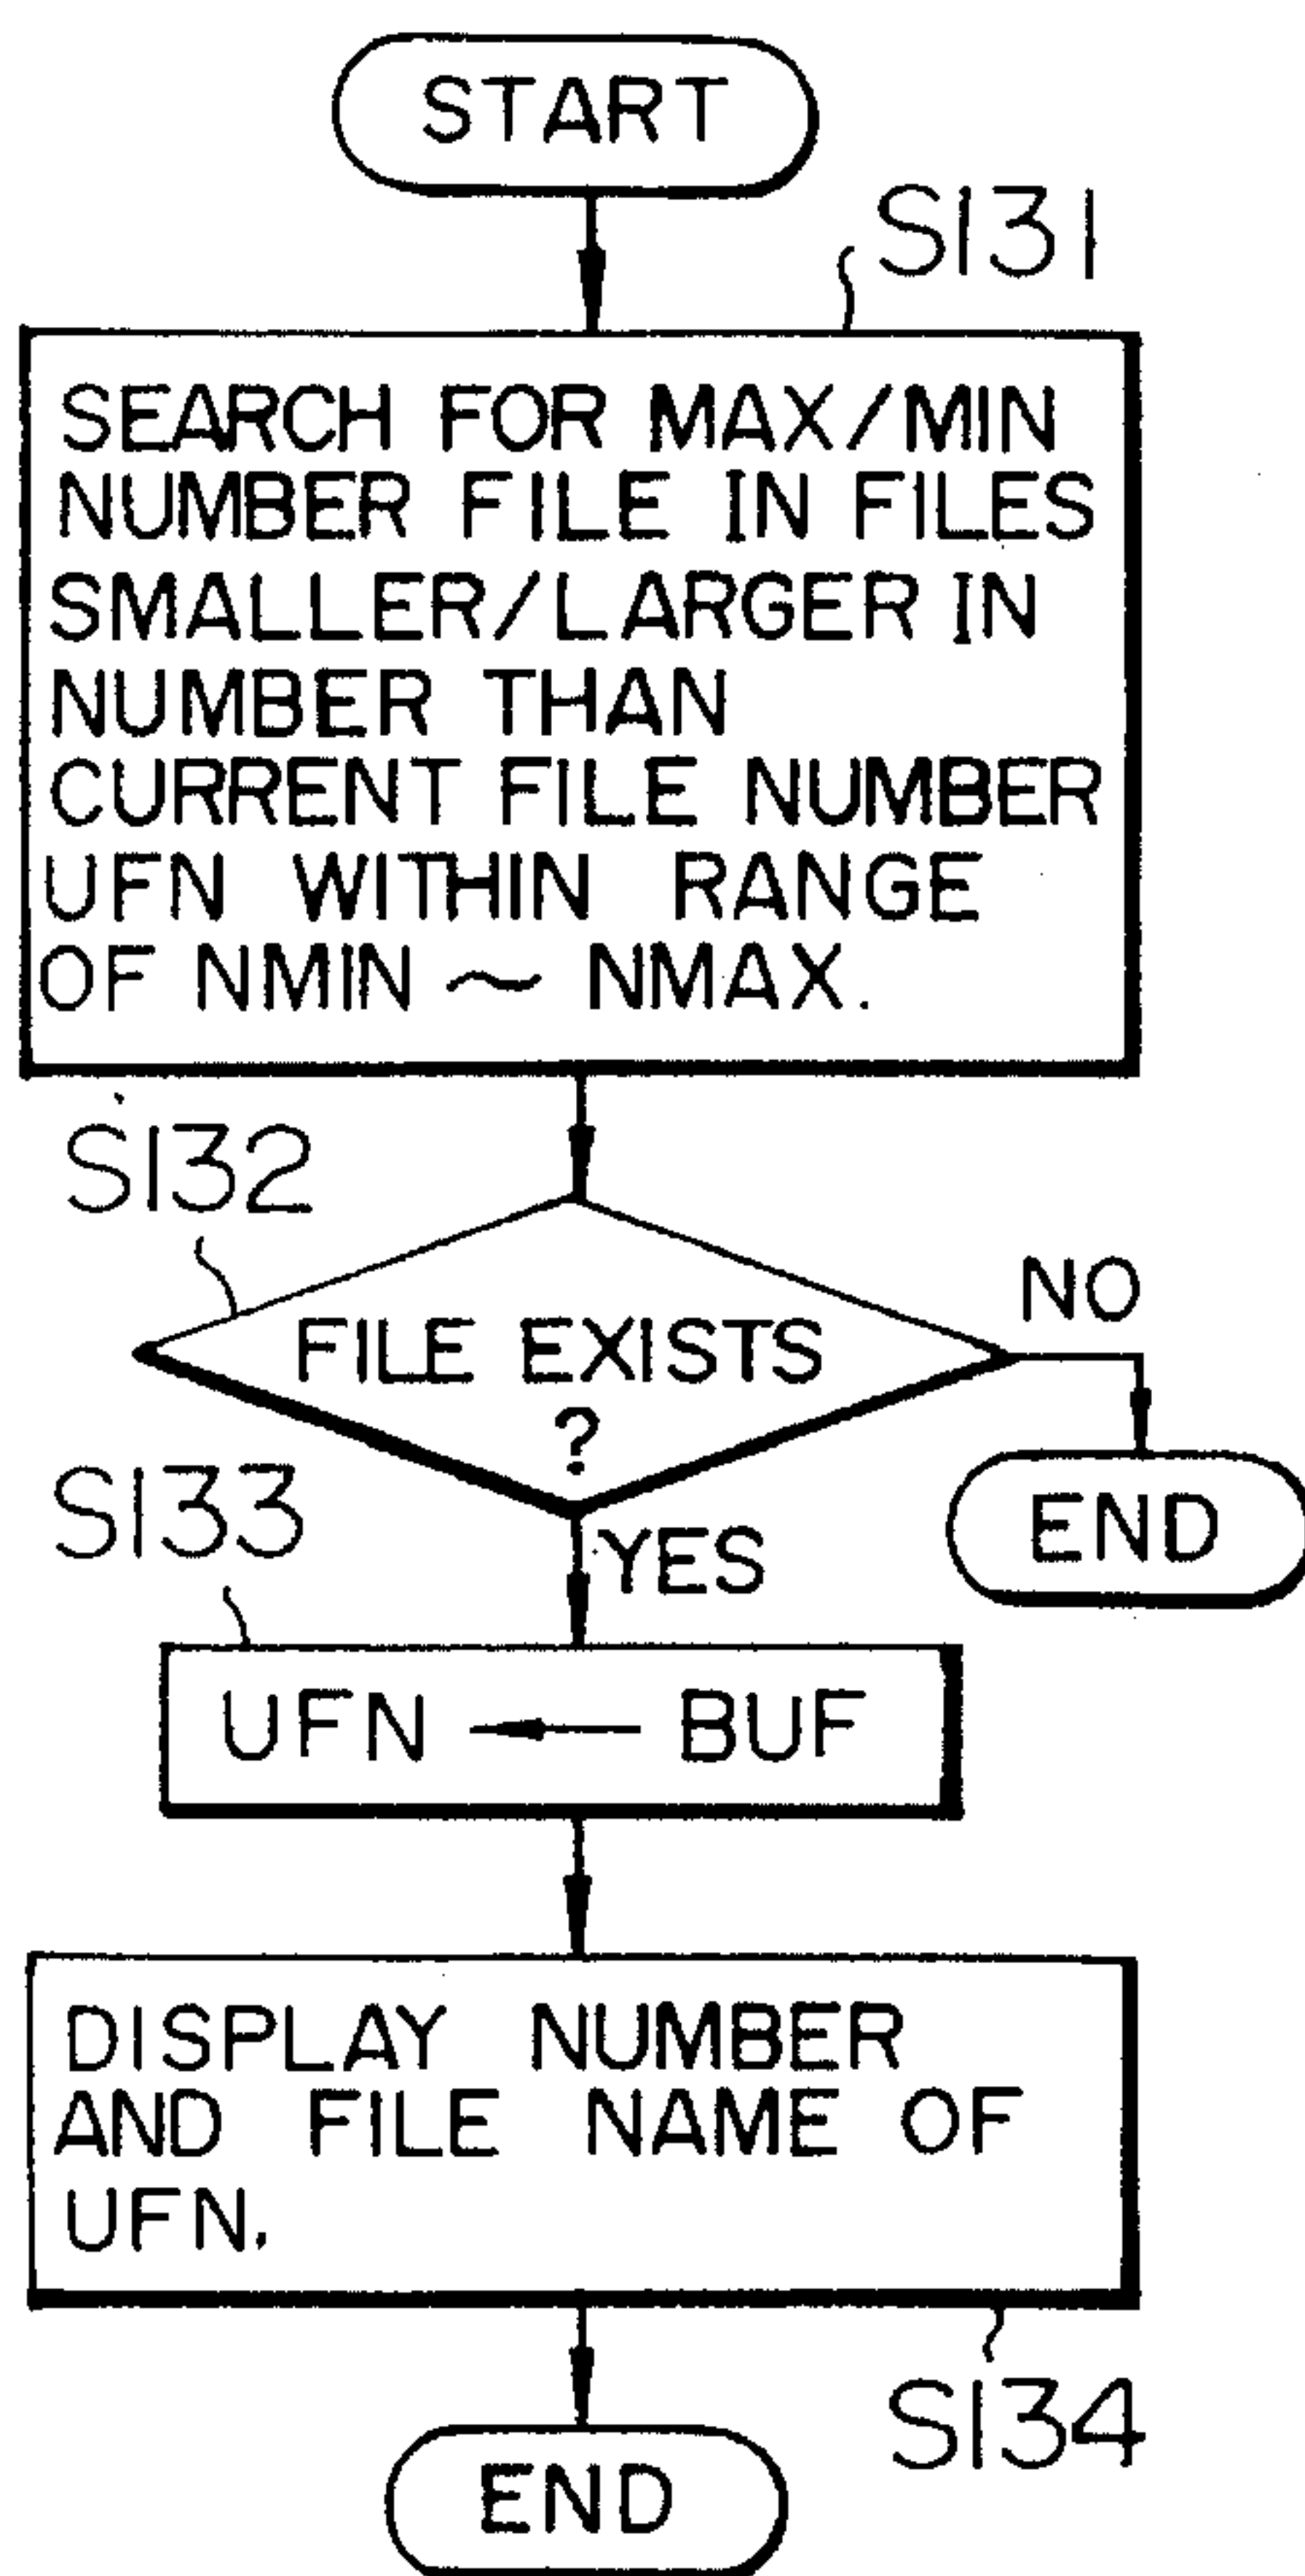 START
S131
SEARCH FOR MAX/MIN
NUMBER FILE IN FILES
SMALLER/LARGER IN
NUMBER THAN
CURRENT FILE NUMBER
UFN WITHIN RANGE
OF NMIN ~ NMAX.
S132
FILE EXISTS
?
NO
END
YES
S133
UFN ← BUF
DISPLAY NUMBER
AND FILE NAME OF
UFN.
S134
END